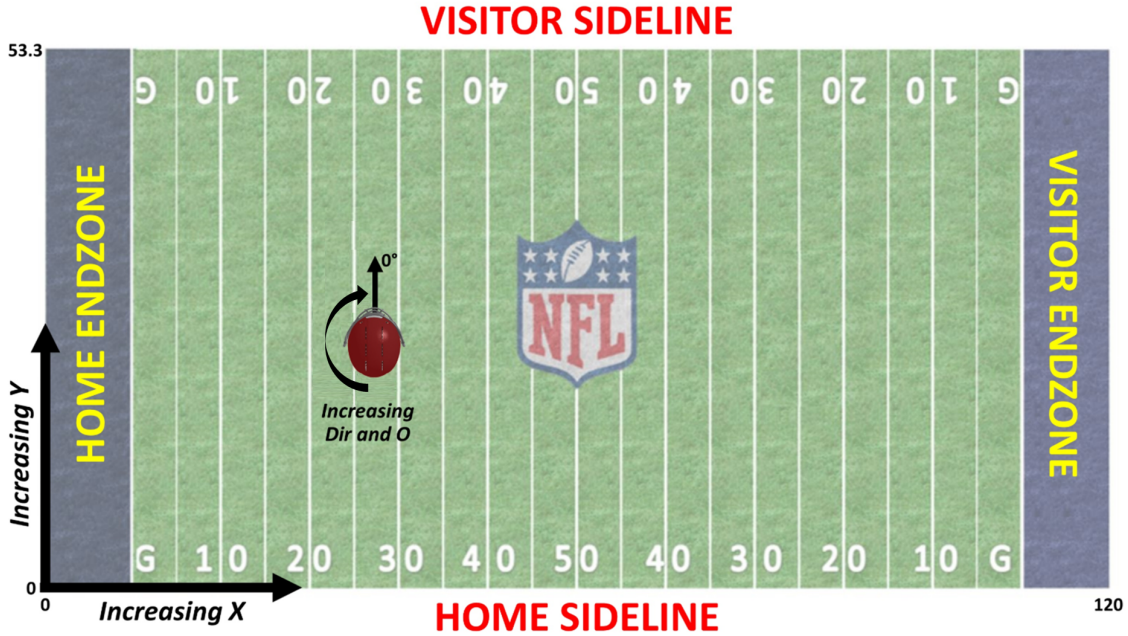 VISITOR SIDELINE
53.3
G 10 20 30 40 50 40 30 20 10 G
HOME ENDZONE
VISITOR ENDZONE
NFL
0°
Increasing
Dir and O
Increasing Y
G 10 20 30 40 50 40 30 20 10 G
0
0
Increasing X
HOME SIDELINE
120